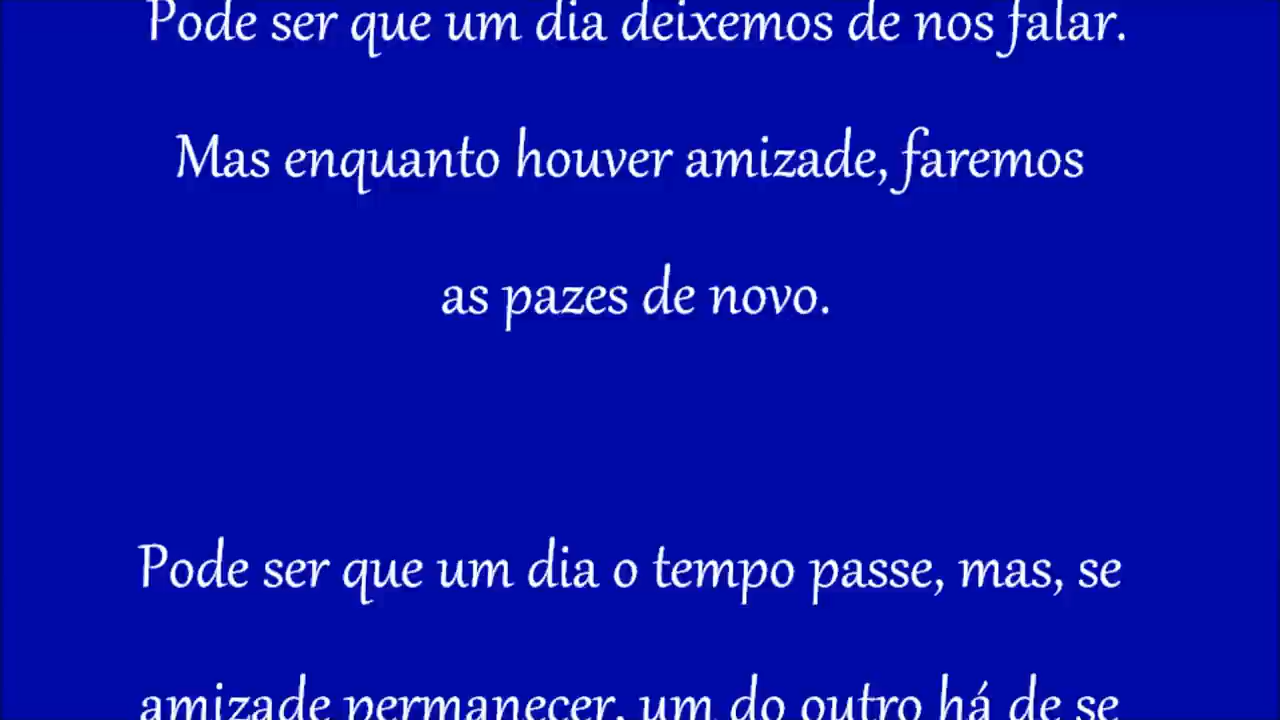 Pode ser que um dia deixemos de nos falar.
Mas enquanto houver amizade, faremos
as pazes de novo.
Pode ser que um dia o tempo passe, mas, se
amizade permanecer, um do outro há de se